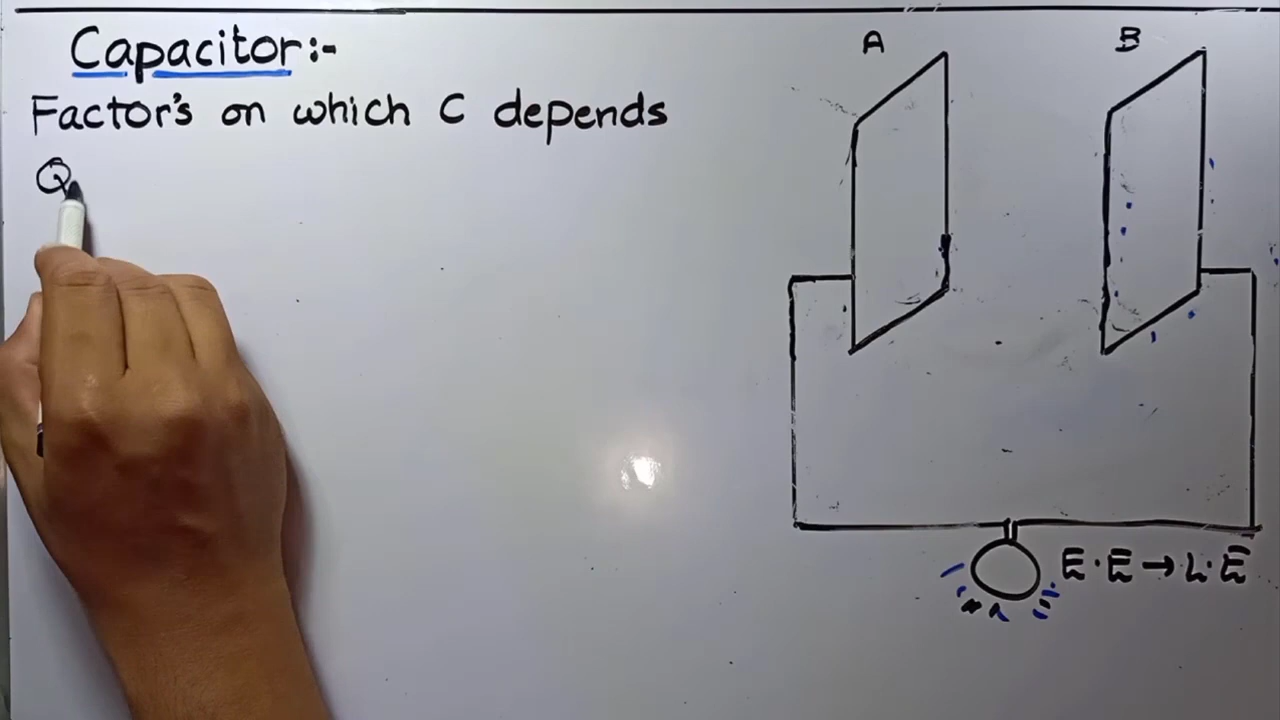 Capacitor:-
Factor's on which C depends
Q
A
B
E·E→L·E